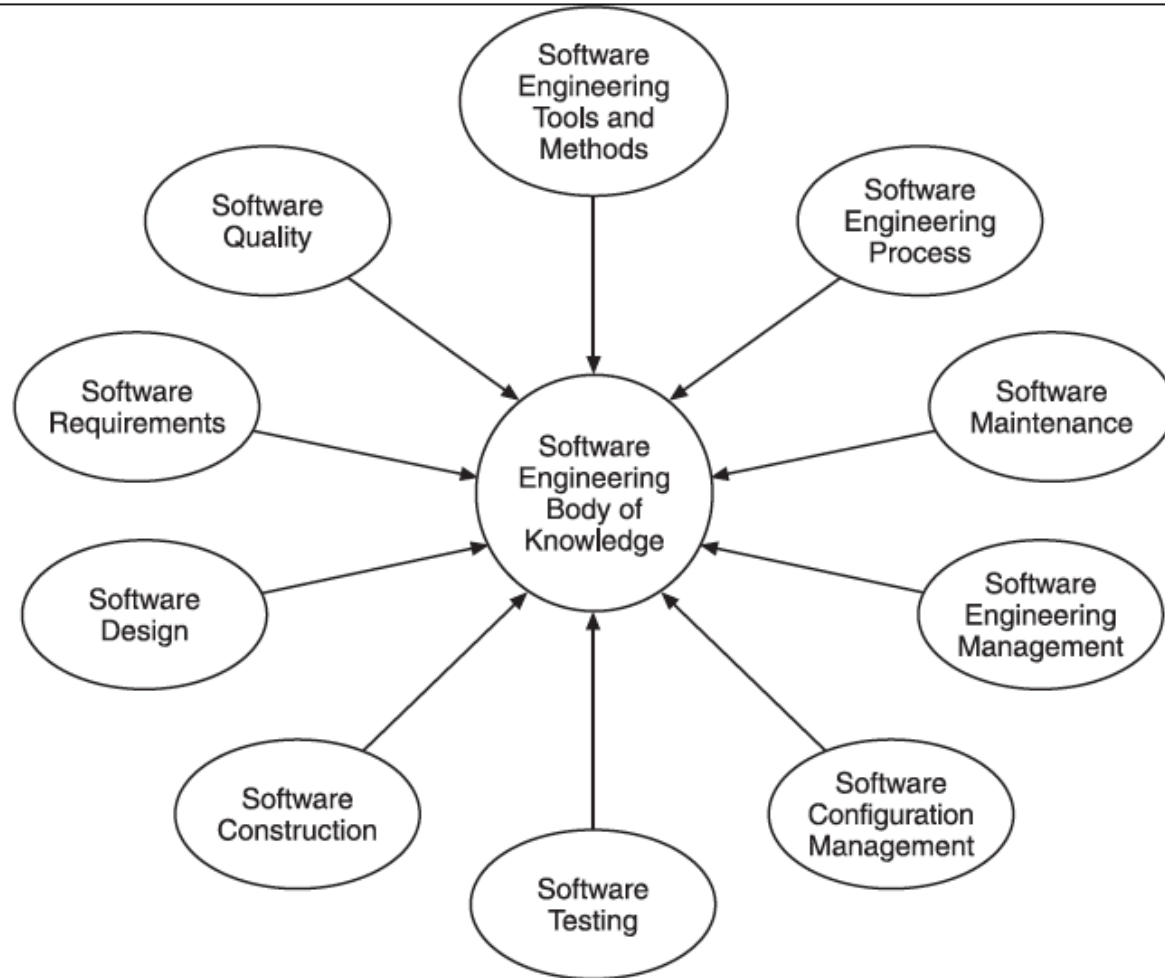 Software
Engineering
Tools and
Methods
Software
Quality
Software
Engineering
Process
Software
Requirements
Software
Maintenance
Software
Engineering
Body of
Knowledge
Software
Design
Software
Engineering
Management
Software
Construction
Software
Configuration
Management
Software
Testing